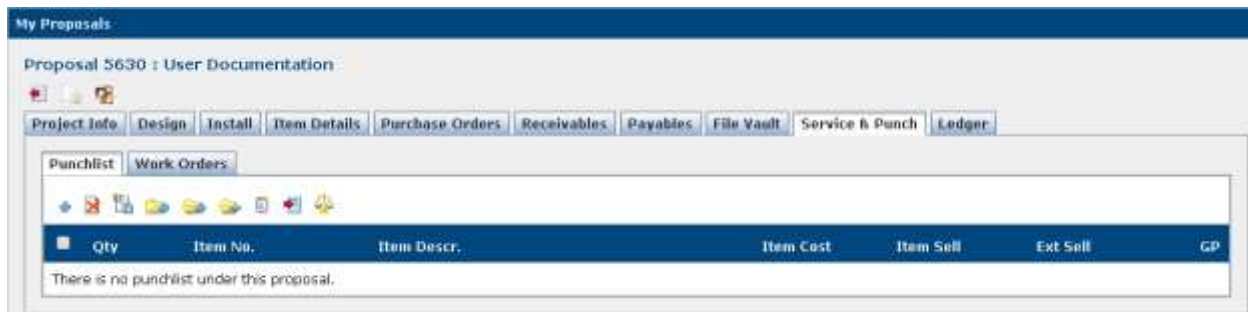 My Proposals
Proposal 5630 : User Documentation
Project Info Design Install Item Details Purchase Orders Receivables Payables File Vault Service & Punch Ledger
Punchlist Work Orders
Qty Item No. Item Descr. Item Cost Item Sell Ext Sell GP
There is no punchlist under this proposal.